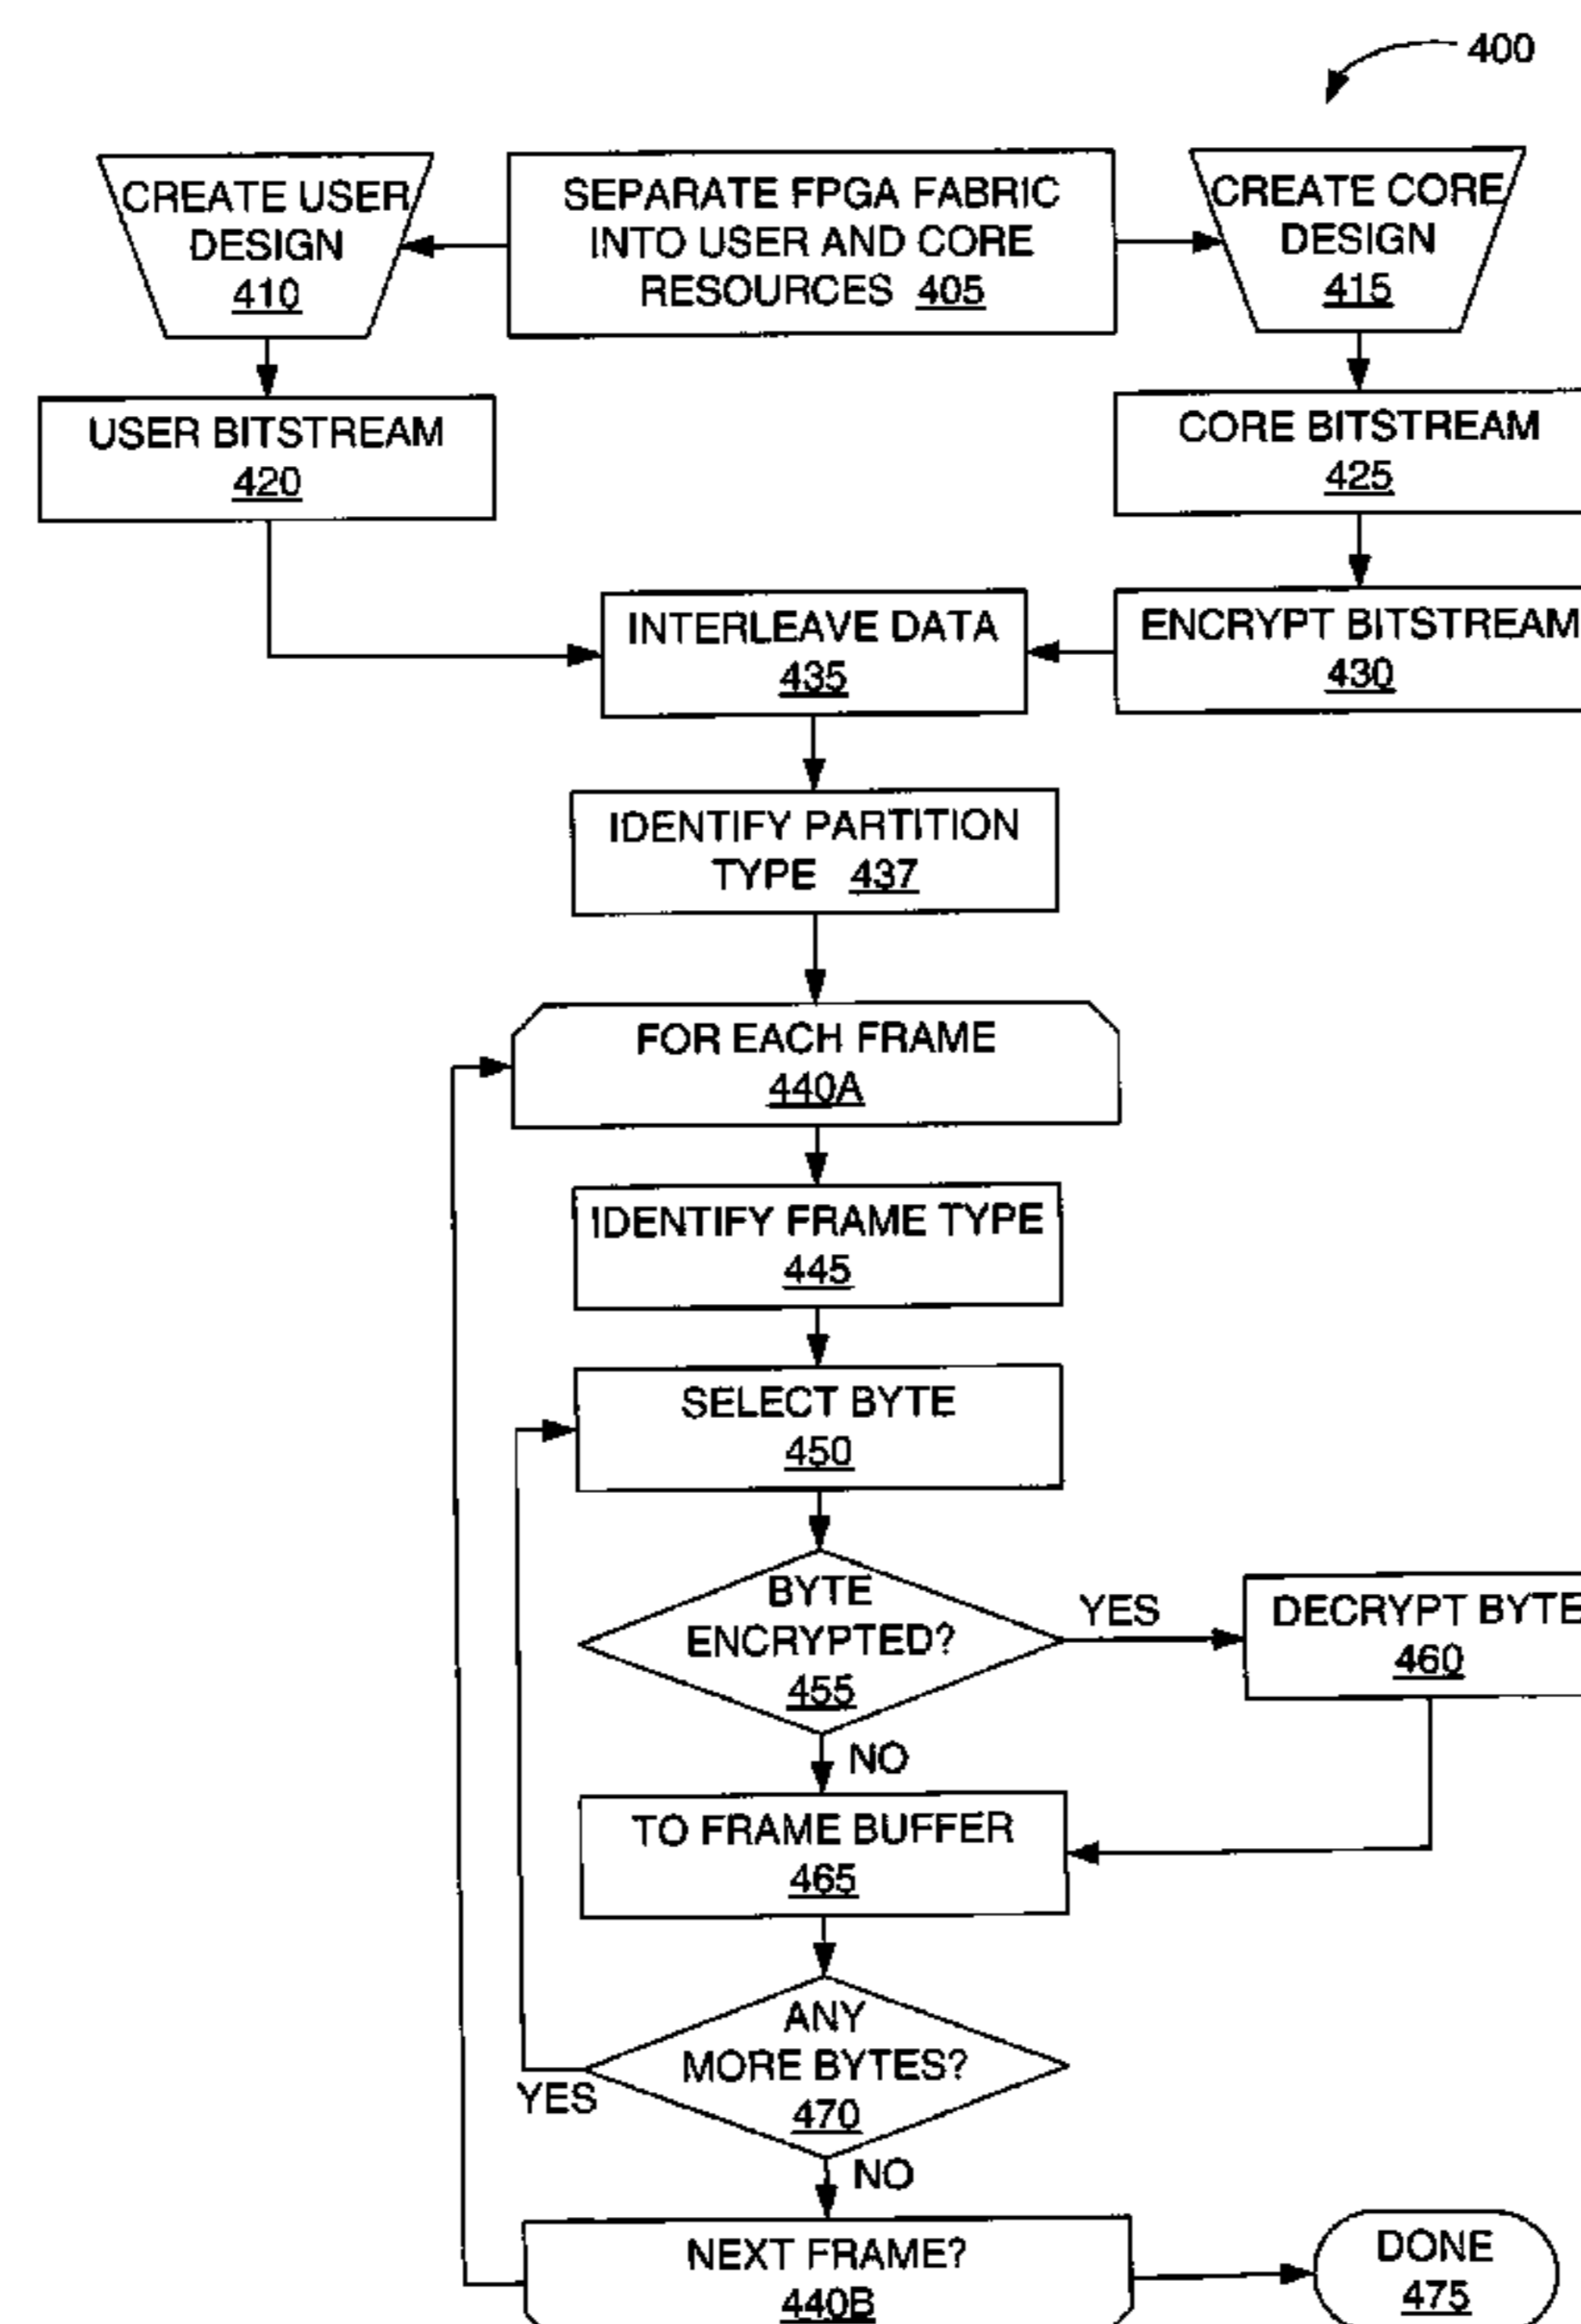 400
CREATE USER
DESIGN
410
SEPARATE FPGA FABRIC
INTO USER AND CORE
RESOURCES 405
CREATE CORE
DESIGN
415
USER BITSTREAM
420
CORE BITSTREAM
425
INTERLEAVE DATA
435
ENCRYPT BITSTREAM
430
IDENTIFY PARTITION
TYPE 437
FOR EACH FRAME
440A
IDENTIFY FRAME TYPE
445
SELECT BYTE
450
BYTE
ENCRYPTED?
455
YES
DECRYPT BYTE
460
NO
TO FRAME BUFFER
465
ANY
MORE BYTES?
470
YES
NO
NEXT FRAME?
440B
DONE
475